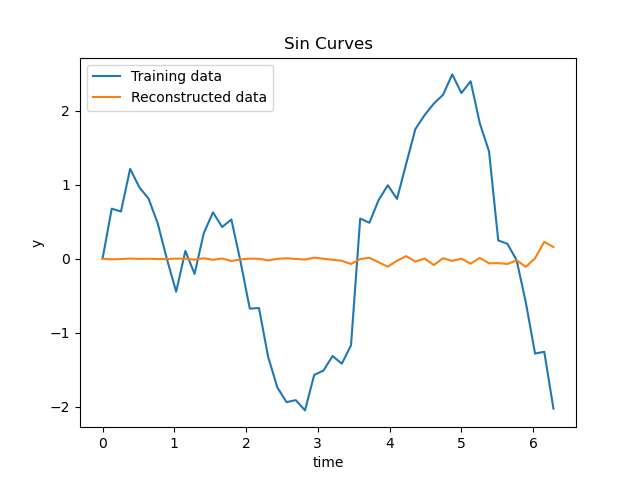 Sin Curves
Training data
Reconstructed data
y
2
1
0
−1
−2
0 1 2 3 4 5 6
time